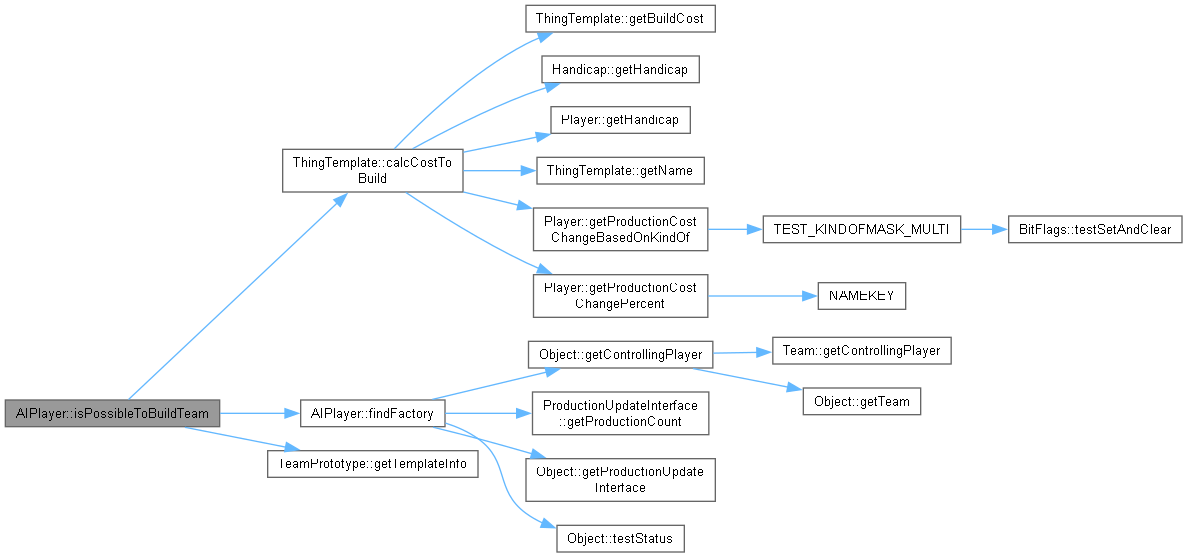 ThingTemplate::getBuildCost
Handicap::getHandicap
Player::getHandicap
ThingTemplate::calcCostTo
Build
ThingTemplate::getName
Player::getProductionCost
ChangeBasedOnKindOf
TEST_KINDOFMASK_MULTI
BitFlags::testSetAndClear
Player::getProductionCost
ChangePercent
NAMEKEY
Object::getControllingPlayer
Team::getControllingPlayer
Object::getTeam
AIPlayer::isPossibleToBuildTeam
AIPlayer::findFactory
ProductionUpdateInterface
::getProductionCount
TeamPrototype::getTemplateInfo
Object::getProductionUpdate
Interface
Object::testStatus